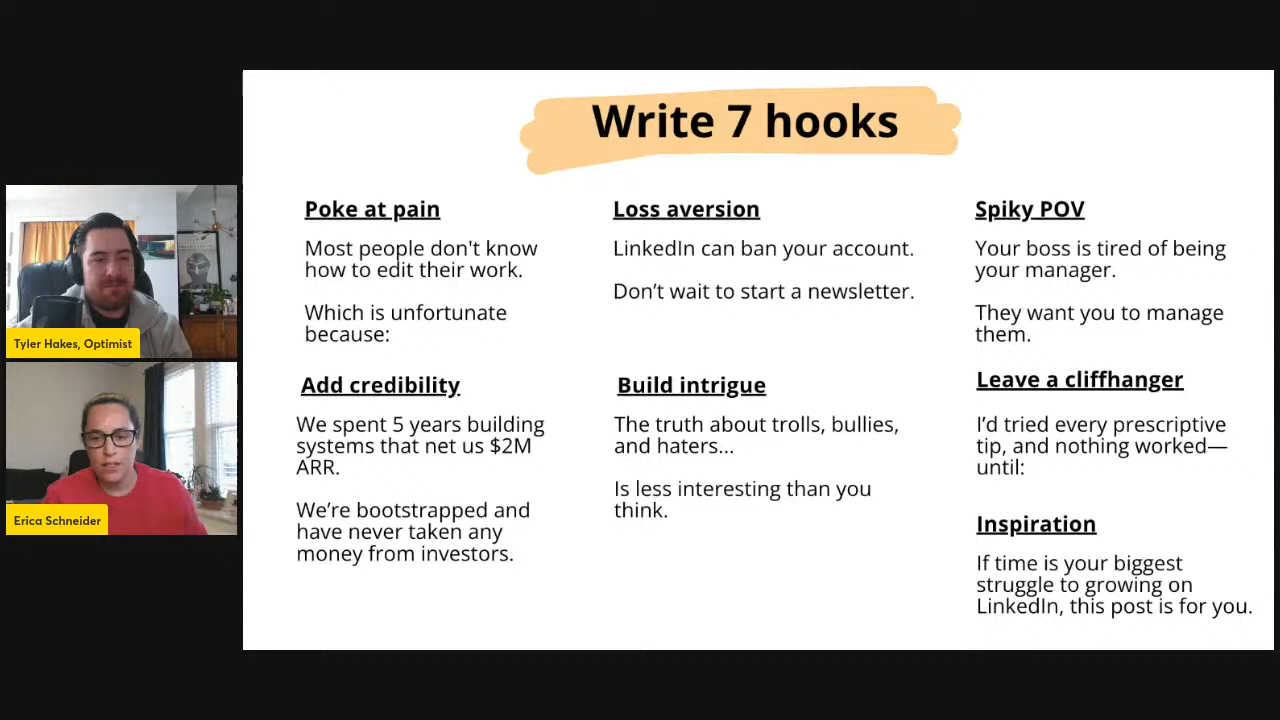 Write 7 hooks
Poke at pain
Most people don't know
how to edit their work.
Which is unfortunate
because:
Loss aversion
LinkedIn can ban your account.
Don’t wait to start a newsletter.
Spiky POV
Your boss is tired of being
your manager.
They want you to manage
them.
Add credibility
We spent 5 years building
systems that net us $2M
ARR.
We’re bootstrapped and
have never taken any
money from investors.
Build intrigue
The truth about trolls, bullies,
and haters...
Is less interesting than you
think.
Leave a cliffhanger
I’d tried every prescriptive
tip, and nothing worked—
until:
Inspiration
If time is your biggest
struggle to growing on
LinkedIn, this post is for you.
Tyler Hakes, Optimist
Erica Schneider